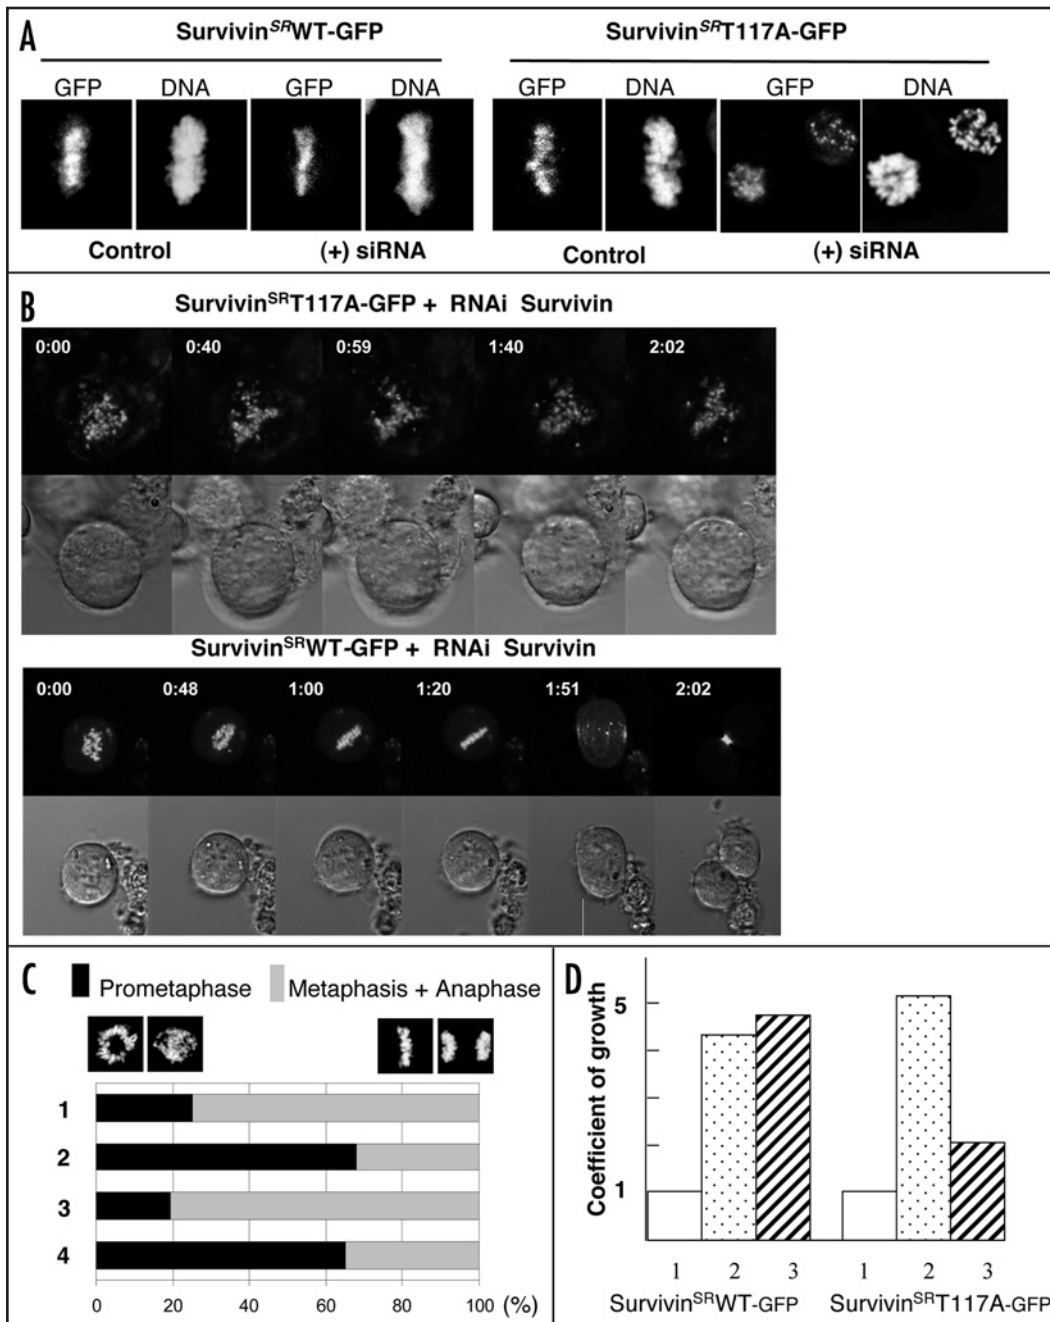 A
Survivin^SR WT-GFP
Survivin^SR T117A-GFP
GFP DNA GFP DNA
GFP DNA GFP DNA
Control (+) siRNA
Control (+) siRNA
B
Survivin^SR T117A-GFP + RNAi Survivin
0:00 0:40 0:59 1:40 2:02
Survivin^SR WT-GFP + RNAi Survivin
0:00 0:48 1:00 1:20 1:51 2:02
C
Prometaphase Metaphasis + Anaphase
1
2
3
4
0 20 40 60 80 100 (%)
D
Coefficient of growth
5
1
1 2 3 1 2 3
Survivin^SR WT-GFP Survivin^SR T117A-GFP